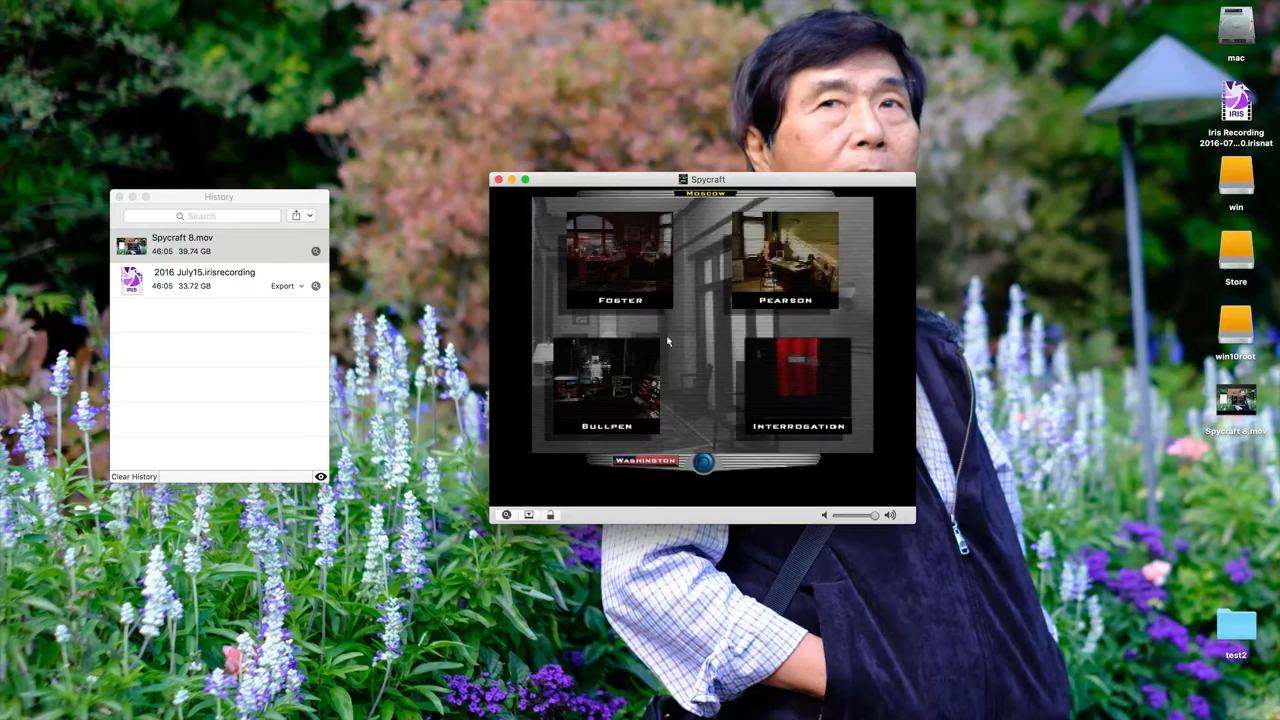 History
Search
Spycraft 8.mov
46:05 39.74 GB
2016 July15.irisrecording
46:05 33.72 GB
Export
Clear History
Spycraft
Moscow
Foster
Pearson
Bullpen
Interrogation
Washington
mac
IRIS
Iris Recording
2016-07...0.irisnat
win
Store
win10root
Spycraft 8.mov
test2